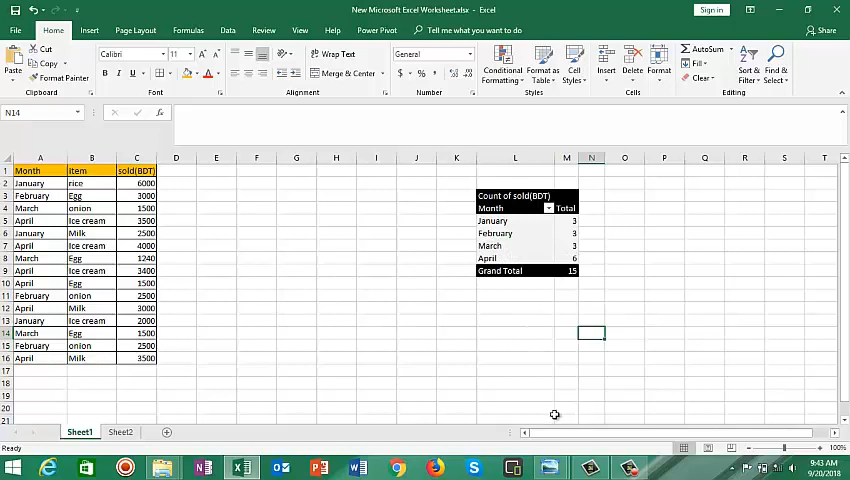 New Microsoft Excel Worksheet.xlsx - Excel
Sign in
File Home Insert Page Layout Formulas Data Review View Help Power Pivot Tell me what you want to do Share
Paste
Cut
Copy
Format Painter
Clipboard
Calibri 11
B I U
Font
Wrap Text
Merge & Center
Alignment
General
$ % ,
Number
Conditional Formatting
Format as Table
Cell Styles
Styles
Insert
Delete
Format
Cells
AutoSum
Fill
Clear
Sort & Filter
Find & Select
Editing
N14
fx
A B C D E F G H I J K L M N O P Q R S T
1 Month Item sold(BDT)
2 January rice 6000
3 February Egg 3000 Count of sold(BDT)
4 March onion 1500 Month Total
5 April Ice cream 3500 January 3
6 January Milk 2500 February 3
7 April Ice cream 4000 March 3
8 March Egg 1240 April 6
9 April Ice cream 3400 Grand Total 15
10 April Egg 1500
11 February onion 2500
12 April Milk 3000
13 January Ice cream 2000
14 March Egg 1500
15 February onion 2500
16 April Milk 3500
17
18
19
20
21
Sheet1 Sheet2
Ready
100%
9:43 AM
9/20/2018